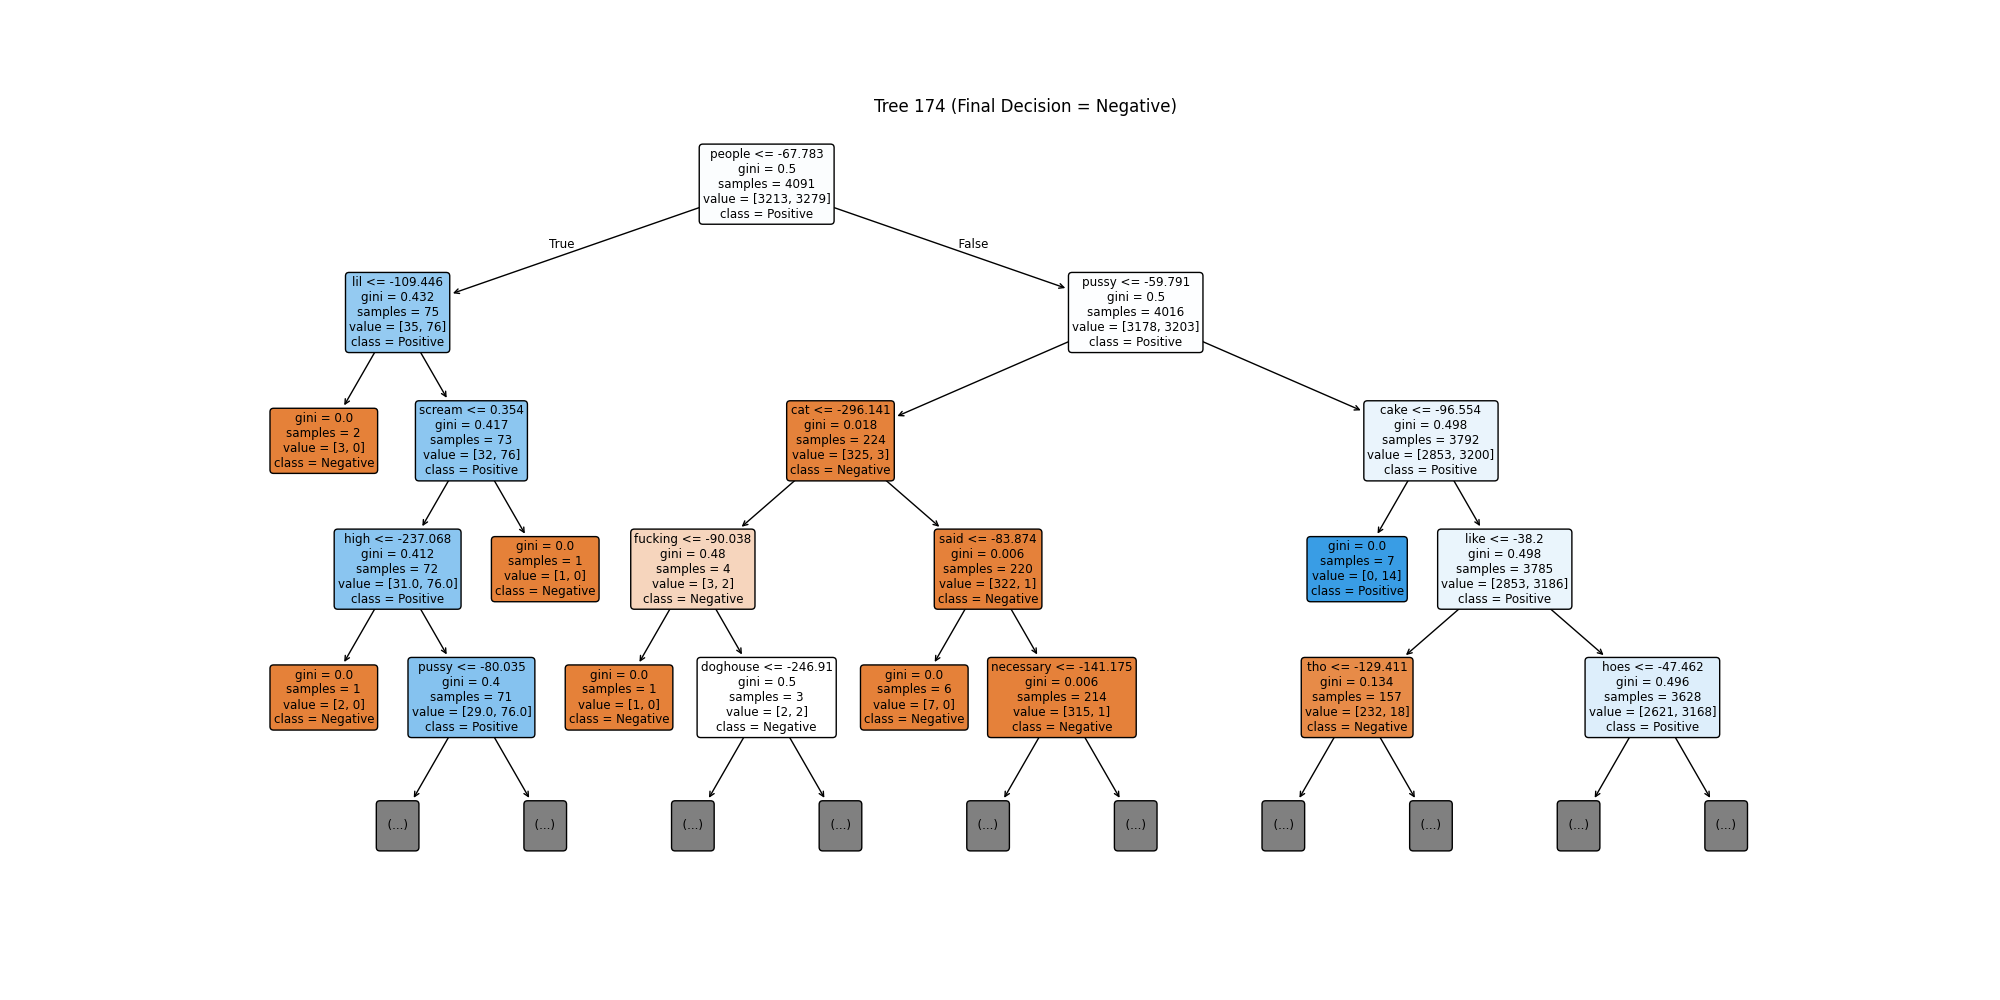 Tree 174 (Final Decision = Negative)
people <= -67.783
gini = 0.5
samples = 4091
value = [3213, 3279]
class = Positive
True
False
lil <= -109.446
gini = 0.432
samples = 75
value = [35, 76]
class = Positive
pussy <= -59.791
gini = 0.5
samples = 4016
value = [3178, 3203]
class = Positive
gini = 0.0
samples = 2
value = [3, 0]
class = Negative
scream <= 0.354
gini = 0.417
samples = 73
value = [32, 76]
class = Positive
cat <= -296.141
gini = 0.018
samples = 224
value = [325, 3]
class = Negative
cake <= -96.554
gini = 0.498
samples = 3792
value = [2853, 3200]
class = Positive
high <= -237.068
gini = 0.412
samples = 72
value = [31.0, 76.0]
class = Positive
gini = 0.0
samples = 1
value = [1, 0]
class = Negative
fucking <= -90.038
gini = 0.48
samples = 4
value = [3, 2]
class = Negative
said <= -83.874
gini = 0.006
samples = 220
value = [322, 1]
class = Negative
gini = 0.0
samples = 7
value = [0, 14]
class = Positive
like <= -38.2
gini = 0.498
samples = 3785
value = [2853, 3186]
class = Positive
gini = 0.0
samples = 1
value = [2, 0]
class = Negative
pussy <= -80.035
gini = 0.4
samples = 71
value = [29.0, 76.0]
class = Positive
gini = 0.0
samples = 1
value = [1, 0]
class = Negative
doghouse <= -246.91
gini = 0.5
samples = 3
value = [2, 2]
class = Negative
gini = 0.0
samples = 6
value = [7, 0]
class = Negative
necessary <= -141.175
gini = 0.006
samples = 214
value = [315, 1]
class = Negative
tho <= -129.411
gini = 0.134
samples = 157
value = [232, 18]
class = Negative
hoes <= -47.462
gini = 0.496
samples = 3628
value = [2621, 3168]
class = Positive
(...)
(...)
(...)
(...)
(...)
(...)
(...)
(...)
(...)
(...)